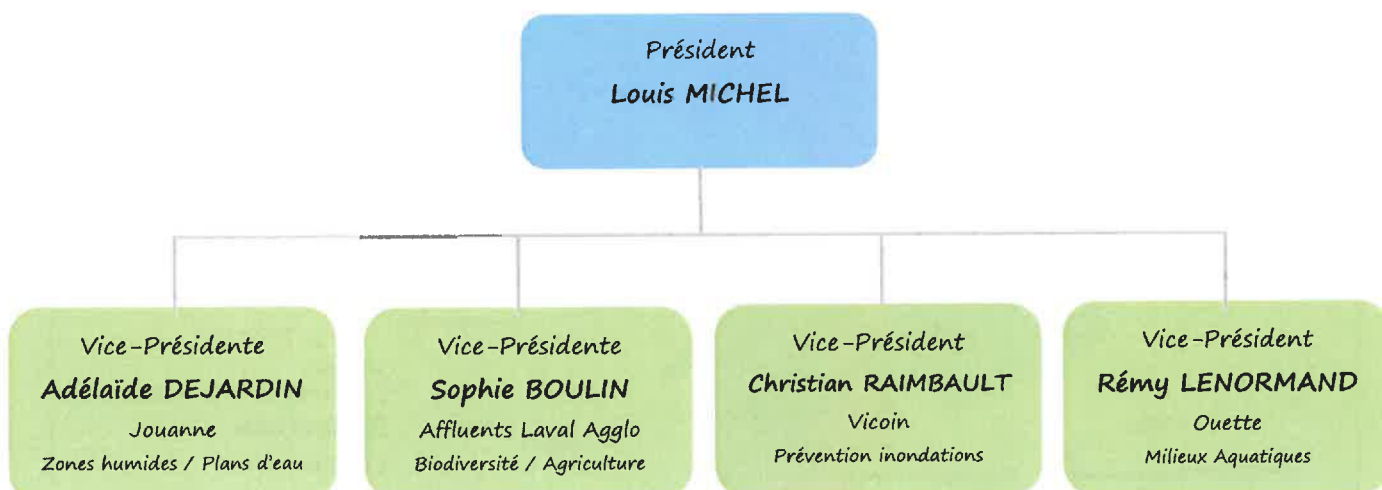 Président
Louis MICHEL
Vice-Présidente
Adélaïde DEJARDIN
Jouanne
Zones humides / Plans d'eau
Vice-Présidente
Sophie BOULIN
Affluents Laval Agglo
Biodiversité / Agriculture
Vice-Président
Christian RAIMBAULT
Vicoin
Prévention inondations
Vice-Président
Rémy LENORMAND
Ouette
Milieux Aquatiques